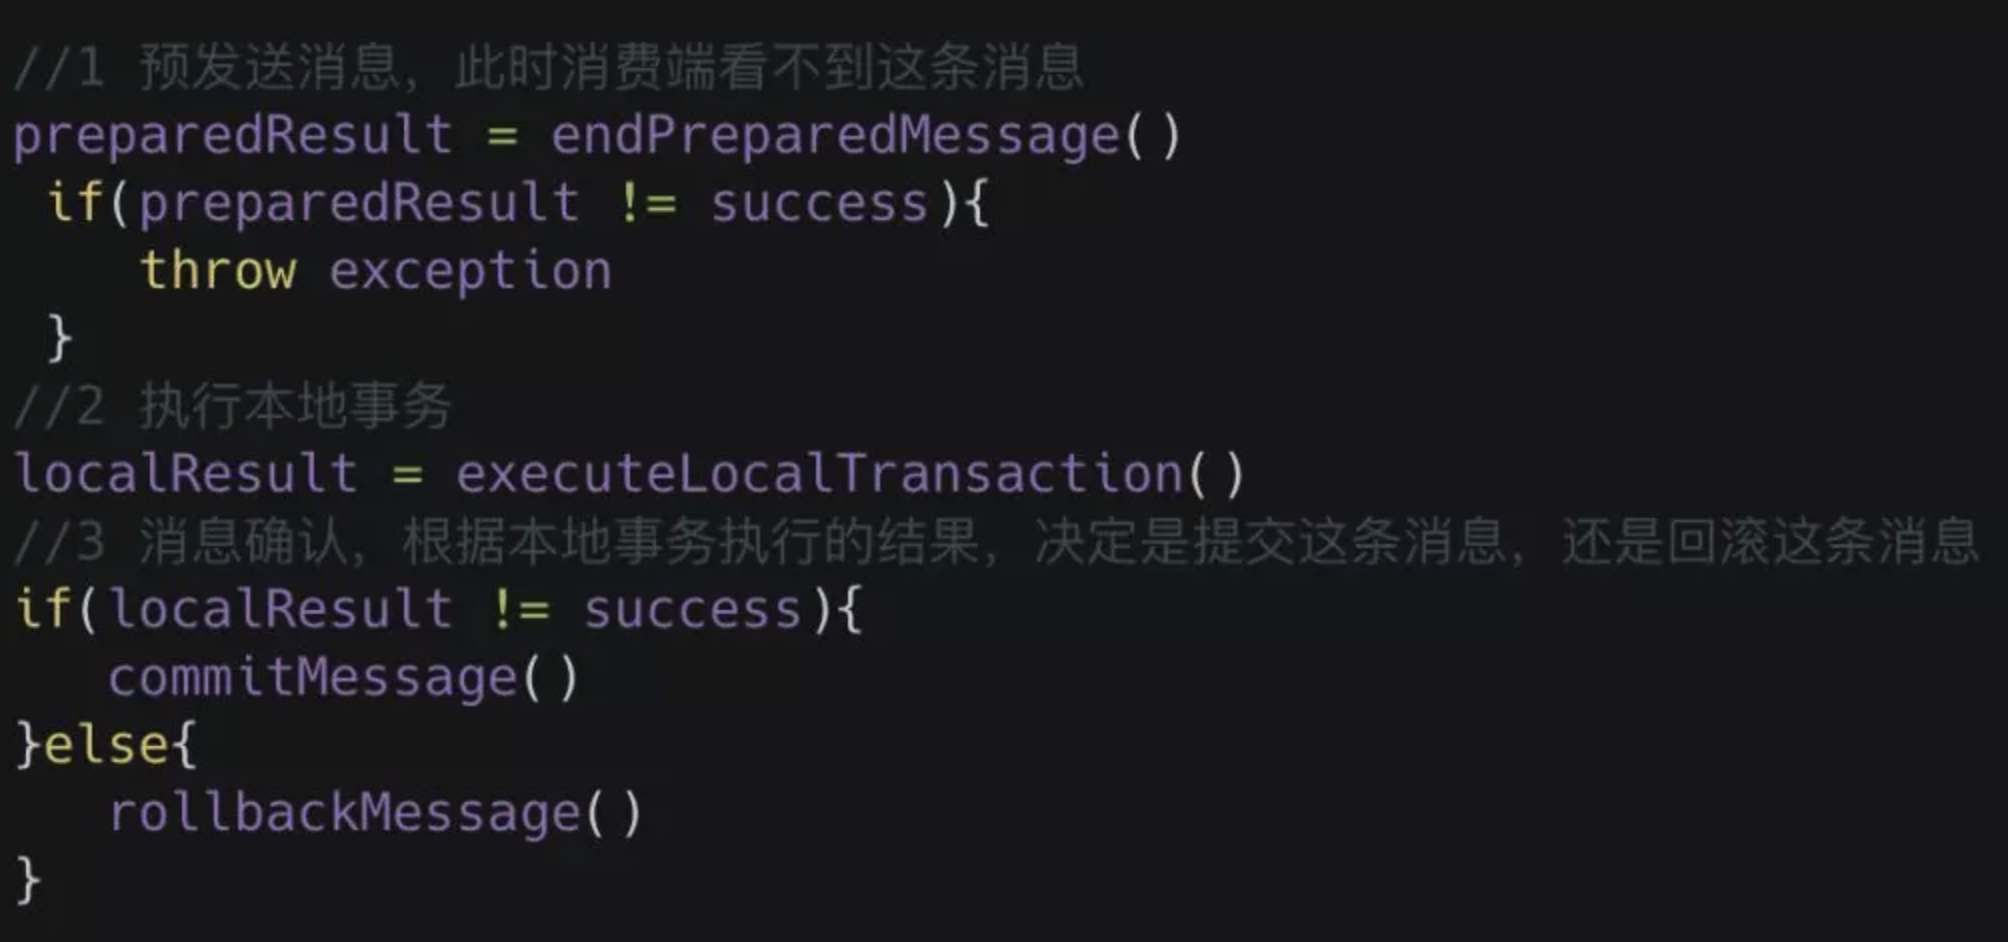 //1 预发送消息，此时消费端看不到这条消息
preparedResult = endPreparedMessage()
if(preparedResult != success){
throw exception
}
//2 执行本地事务
localResult = executeLocalTransaction()
//3 消息确认，根据本地事务执行的结果，决定是提交这条消息，还是回滚这条消息
if(localResult != success){
commitMessage()
}else{
rollbackMessage()
}